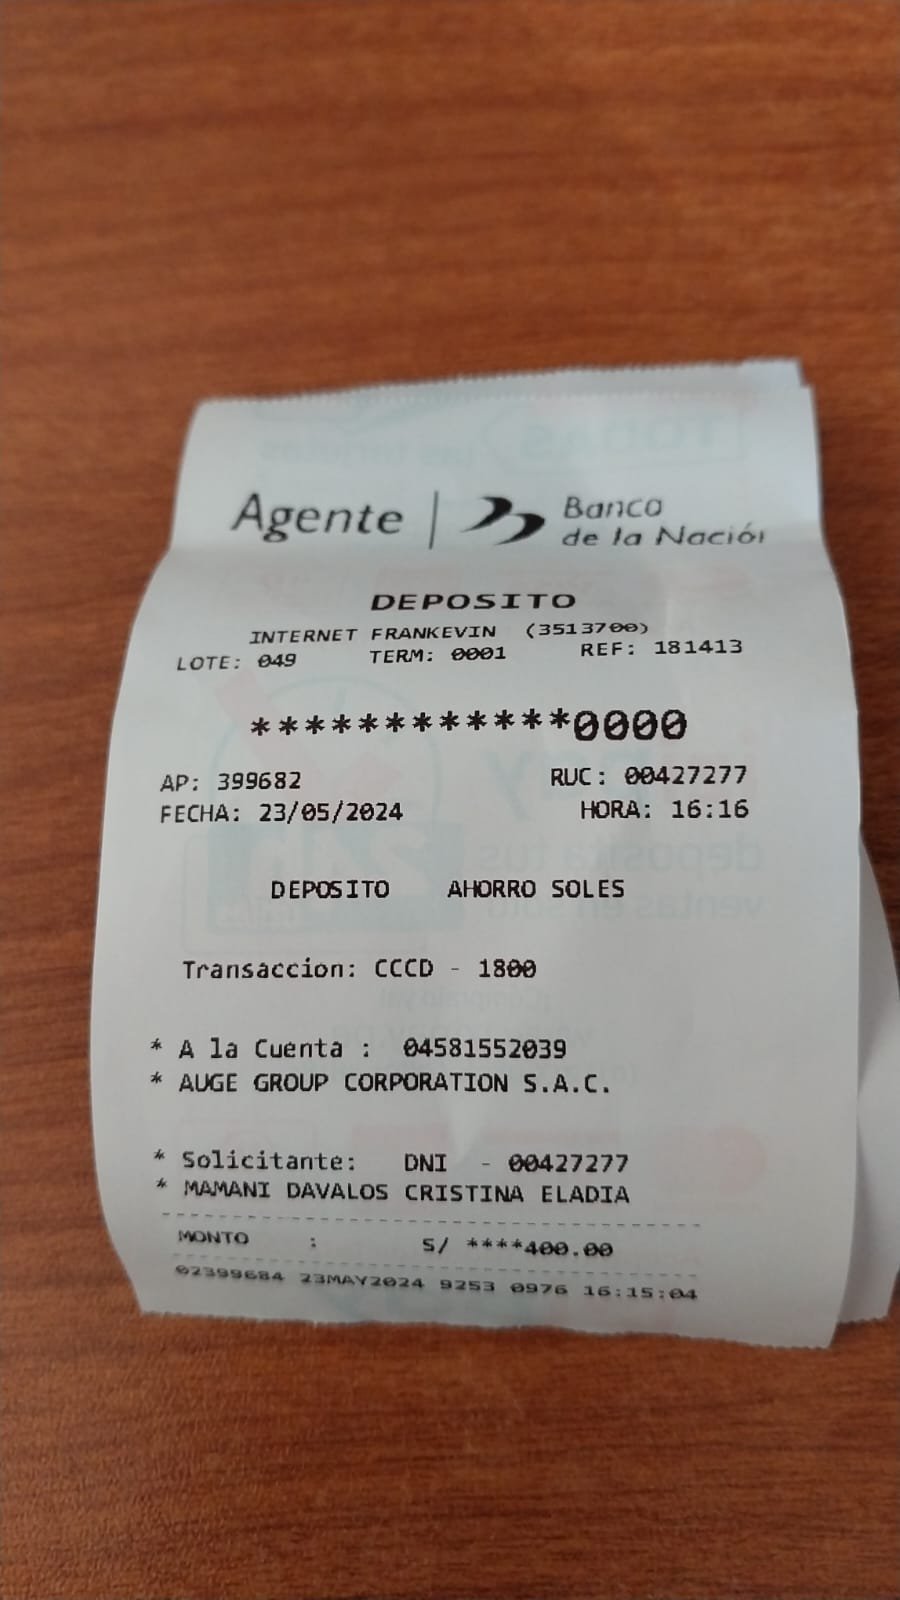 Agente | Banco
de la Nación
DEPOSITO
INTERNET FRANKEVIN (3513700)
LOTE: 049 TERM: 0001 REF: 181413
************0000
AP: 399682 RUC: 00427277
FECHA: 23/05/2024 HORA: 16:16
DEPOSITO AHORRO SOLES
Transaccion: CCCD - 1800
* A la Cuenta : 04581552039
* AUGE GROUP CORPORATION S.A.C.
* Solicitante: DNI - 00427277
* MAMANI DAVALOS CRISTINA ELADIA
MONTO : S/ ****400.00
02399684 23MAY2024 9253 0976 16:15:04